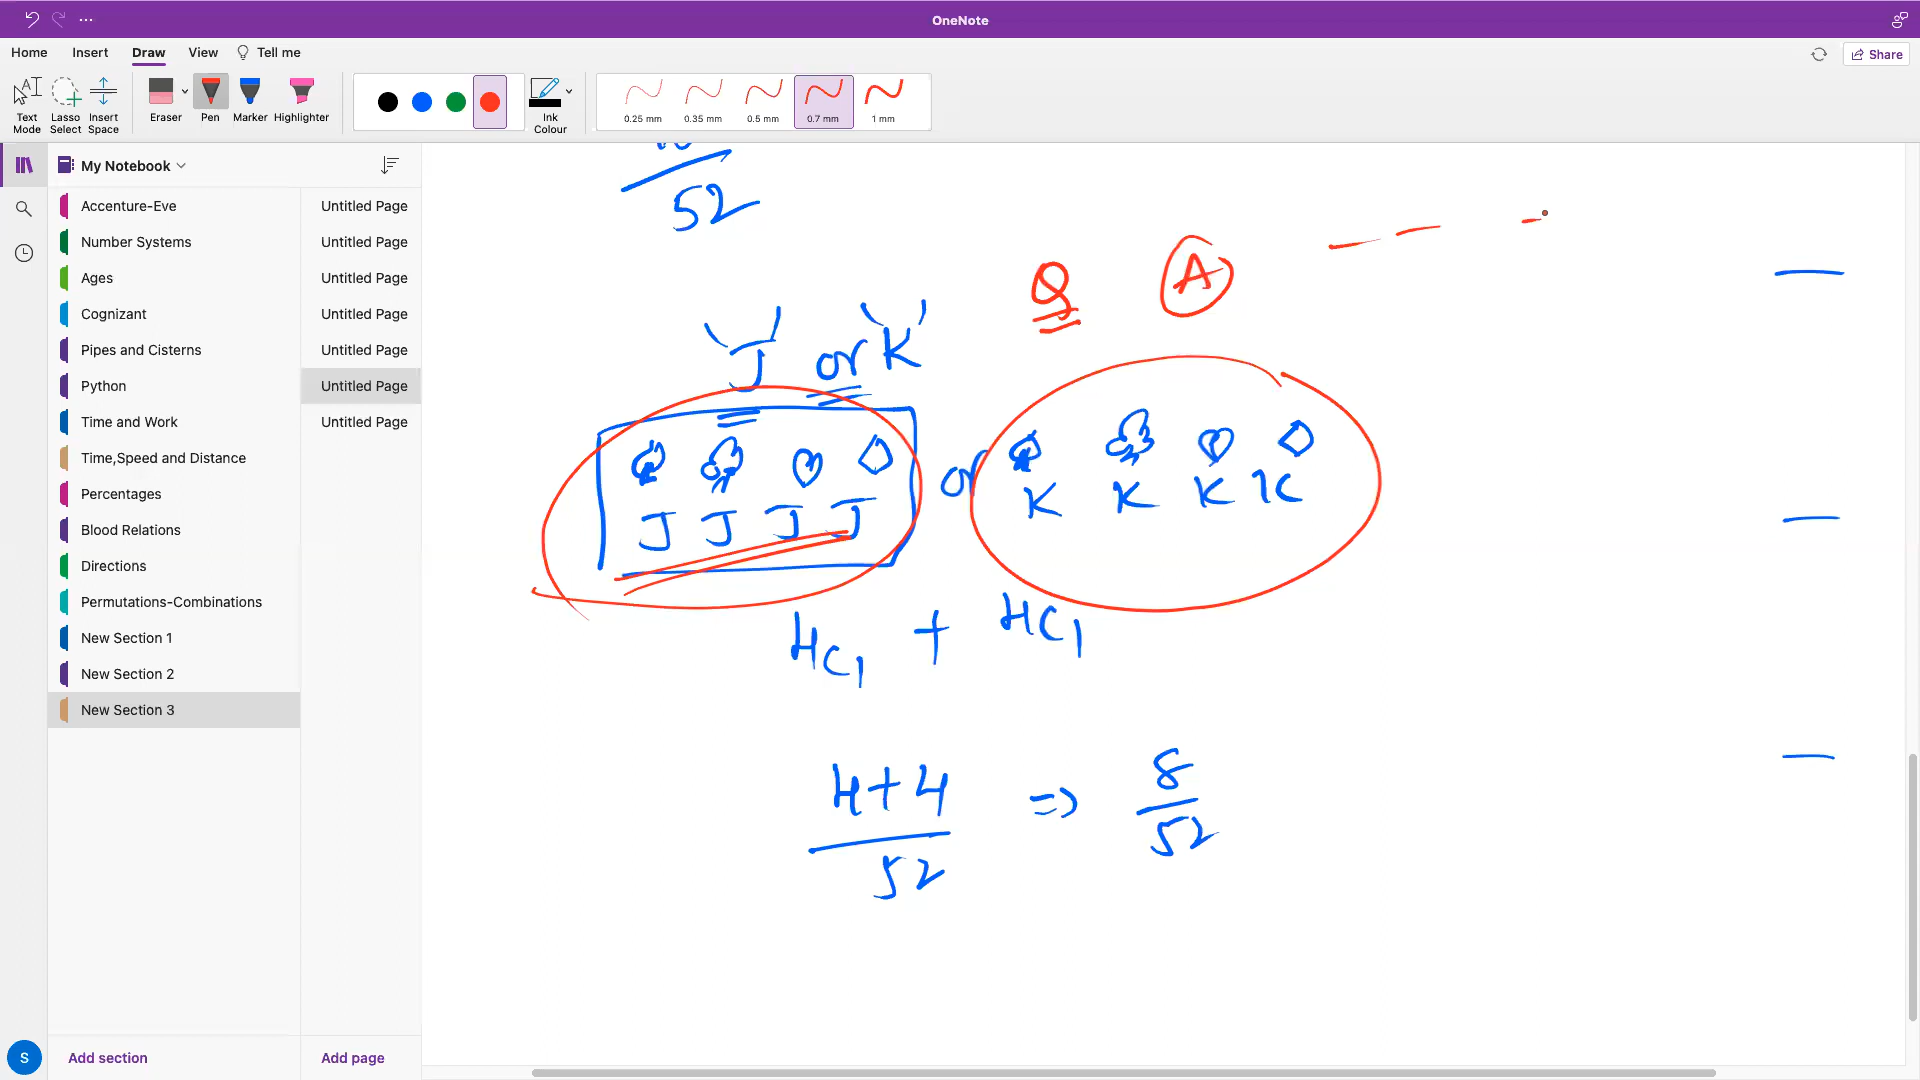 OneNote
Home Insert Draw View Tell me
Share
Text Mode
Lasso Select
Insert Space
Eraser
Pen
Marker
Highlighter
Ink Colour
0.25 mm
0.35 mm
0.5 mm
0.7 mm
1 mm
My Notebook
Accenture-Eve
Number Systems
Ages
Cognizant
Pipes and Cisterns
Python
Time and Work
Time,Speed and Distance
Percentages
Blood Relations
Directions
Permutations-Combinations
New Section 1
New Section 2
New Section 3
Untitled Page
Untitled Page
Untitled Page
Untitled Page
Untitled Page
Untitled Page
Untitled Page
S
Add section
Add page
52
Q A
'J' or 'K'
J J J J or K K K K
4C1 + 4C1
4+4 => 8
52 52